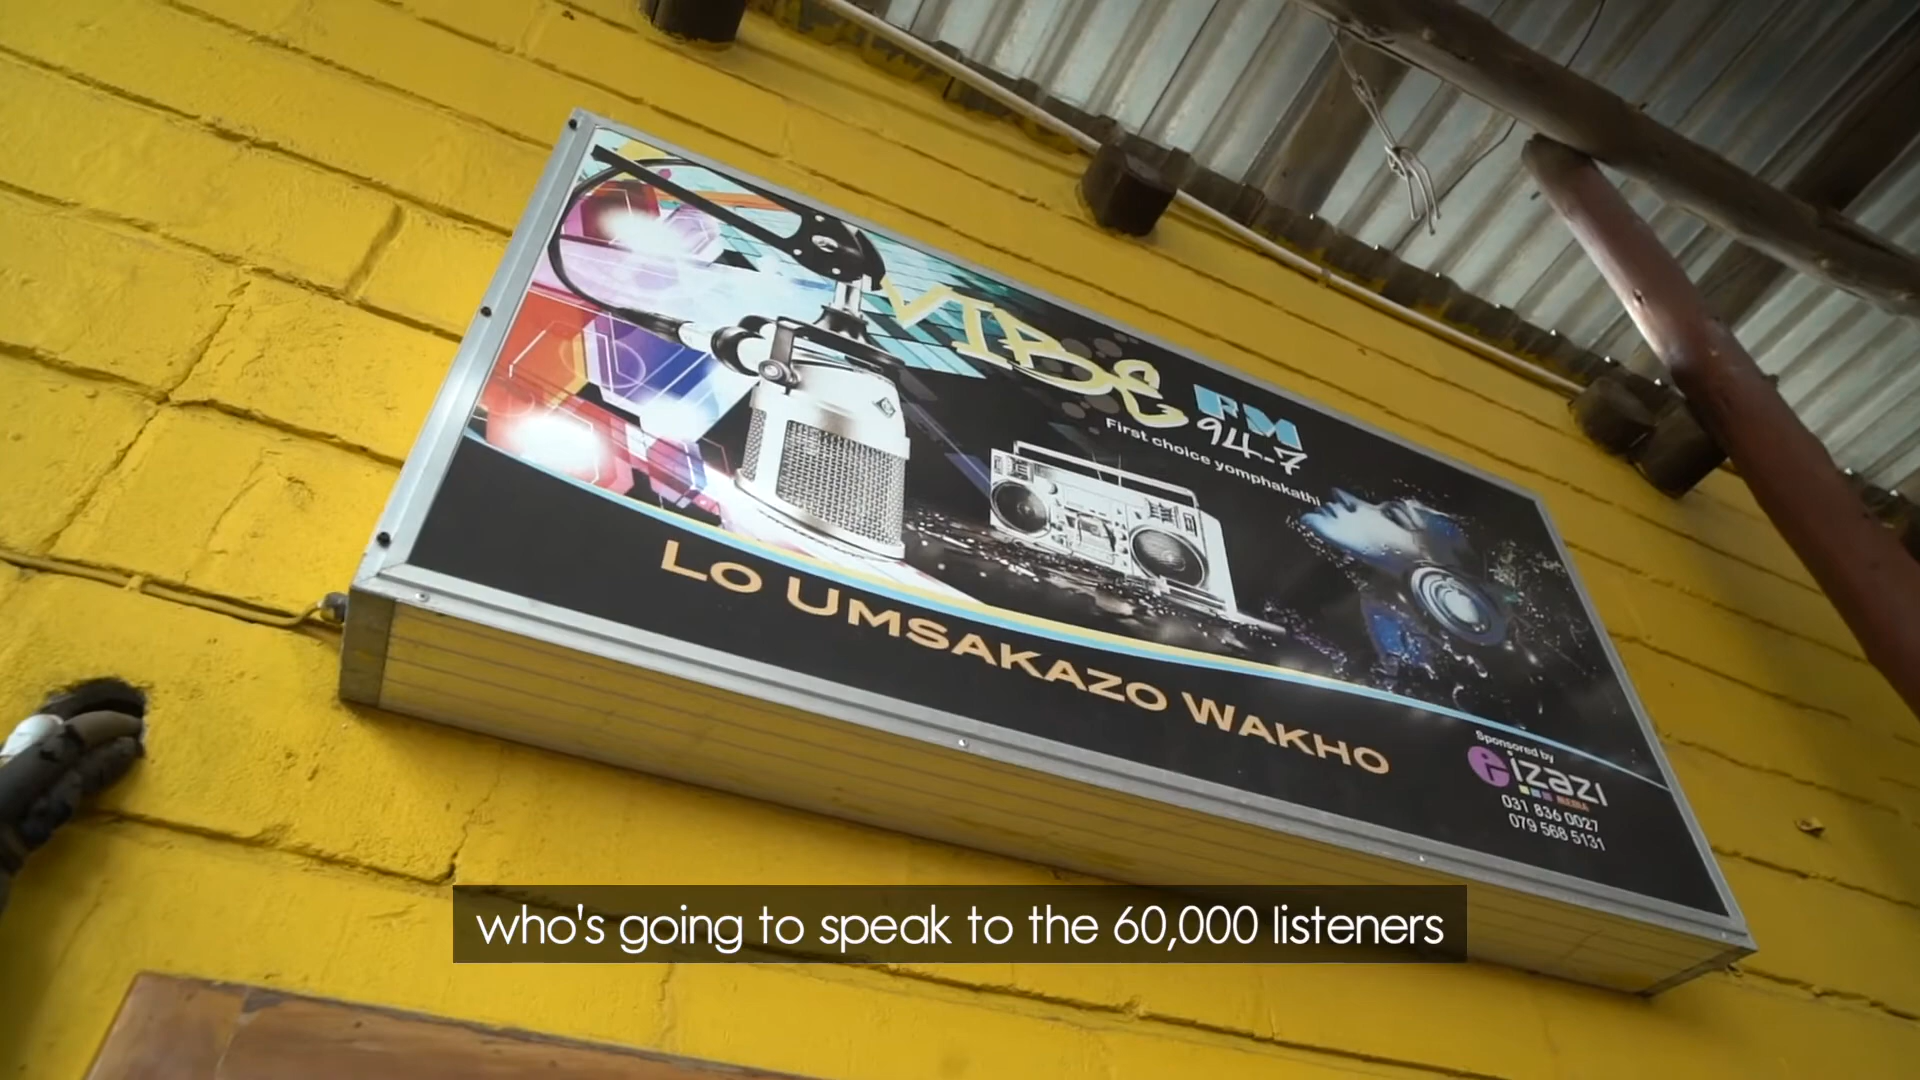 VIBE FM
94.7
First choice yomphakathi
LO UMSAKAZO WAKHO
Sponsored by
izazi
MEDIA
031 836 0027
079 568 5131
who's going to speak to the 60,000 listeners